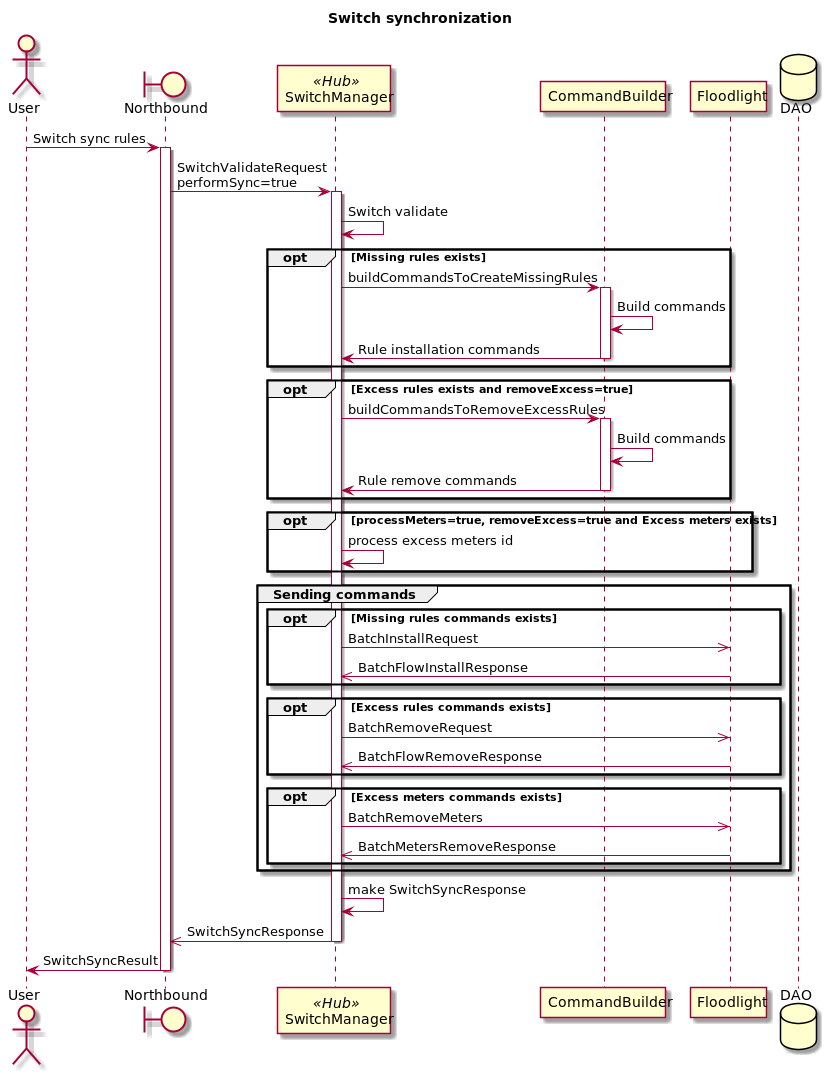 Switch synchronization
User
Northbound
«Hub»
SwitchManager
CommandBuilder
Floodlight
DAO
Switch sync rules
SwitchValidateRequest
performSync=true
Switch validate
opt [Missing rules exists]
buildCommandsToCreateMissingRules
Build commands
Rule installation commands
opt [Excess rules exists and removeExcess=true]
buildCommandsToRemoveExcessRules
Build commands
Rule remove commands
opt [processMeters=true, removeExcess=true and Excess meters exists]
process excess meters id
Sending commands
opt [Missing rules commands exists]
BatchInstallRequest
BatchFlowInstallResponse
opt [Excess rules commands exists]
BatchRemoveRequest
BatchFlowRemoveResponse
opt [Excess meters commands exists]
BatchRemoveMeters
BatchMetersRemoveResponse
make SwitchSyncResponse
SwitchSyncResponse
SwitchSyncResult
User
Northbound
«Hub»
SwitchManager
CommandBuilder
Floodlight
DAO